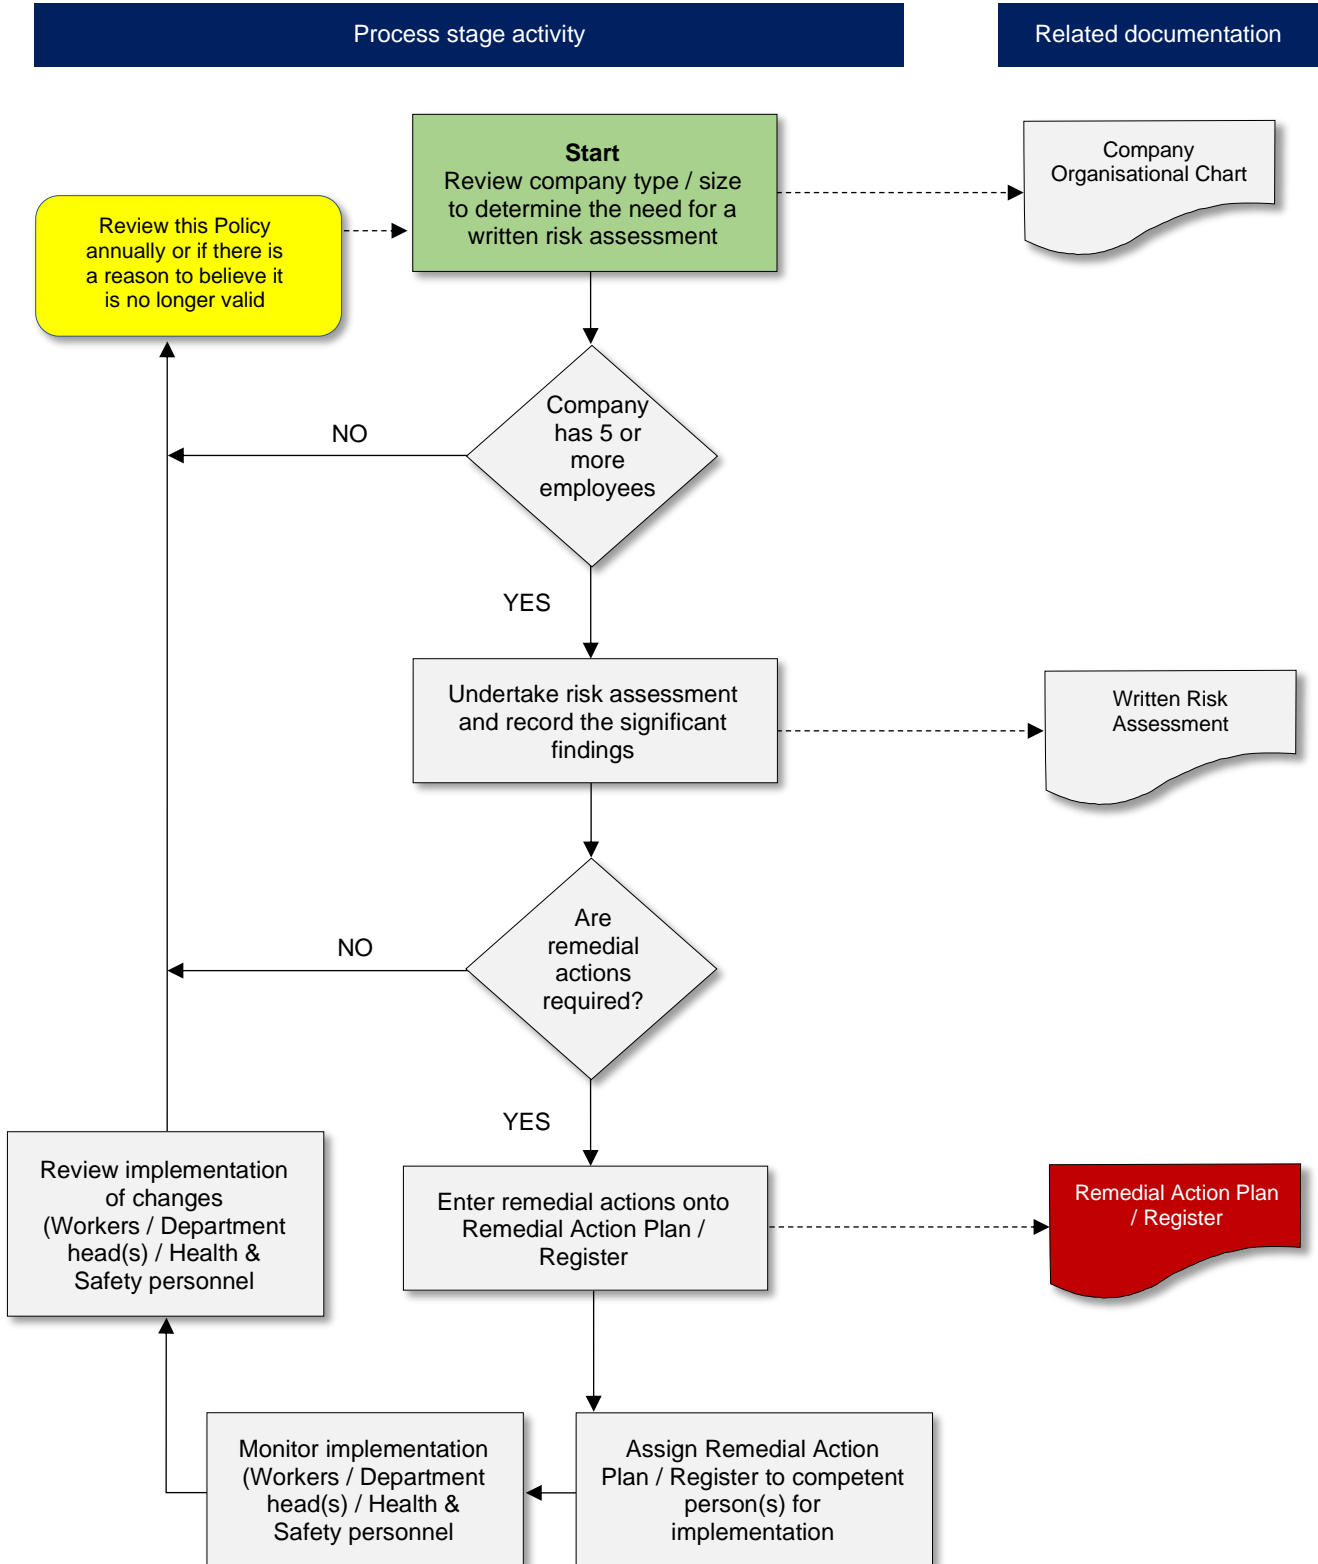 Process stage activity
Related documentation
Start
Review company type / size
to determine the need for a
written risk assessment
Company
Organisational Chart
Review this Policy
annually or if there is
a reason to believe it
is no longer valid
Company
has 5 or
more
employees
NO
YES
Undertake risk assessment
and record the significant
findings
Written Risk
Assessment
Are
remedial
actions
required?
NO
YES
Review implementation
of changes
(Workers / Department
head(s) / Health &
Safety personnel
Enter remedial actions onto
Remedial Action Plan /
Register
Remedial Action Plan
/ Register
Monitor implementation
(Workers / Department
head(s) / Health &
Safety personnel
Assign Remedial Action
Plan / Register to competent
person(s) for
implementation